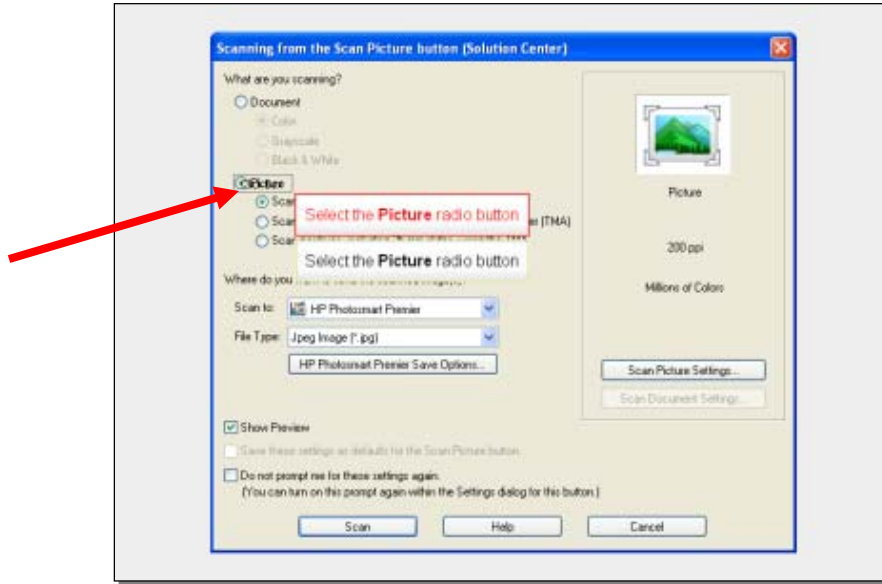 Scanning from the Scan Picture button (Solution Center)
What are you scanning?
Document
Color
Grayscale
Black & White
Picture
Picture
200 ppi
Millions of Colors
Select the Picture radio button
(TMA)
Select the Picture radio button
Where do you
Scan to: HP Photosmart Premier
File Type: Jpeg Image (*.jpg)
HP Photosmart Premier Save Options...
Scan Picture Settings...
Scan Document Settings...
Show Preview
Save these settings as defaults for the Scan Picture button.
Do not prompt me for these settings again.
(You can turn on this prompt again within the Settings dialog for this button.)
Scan
Help
Cancel